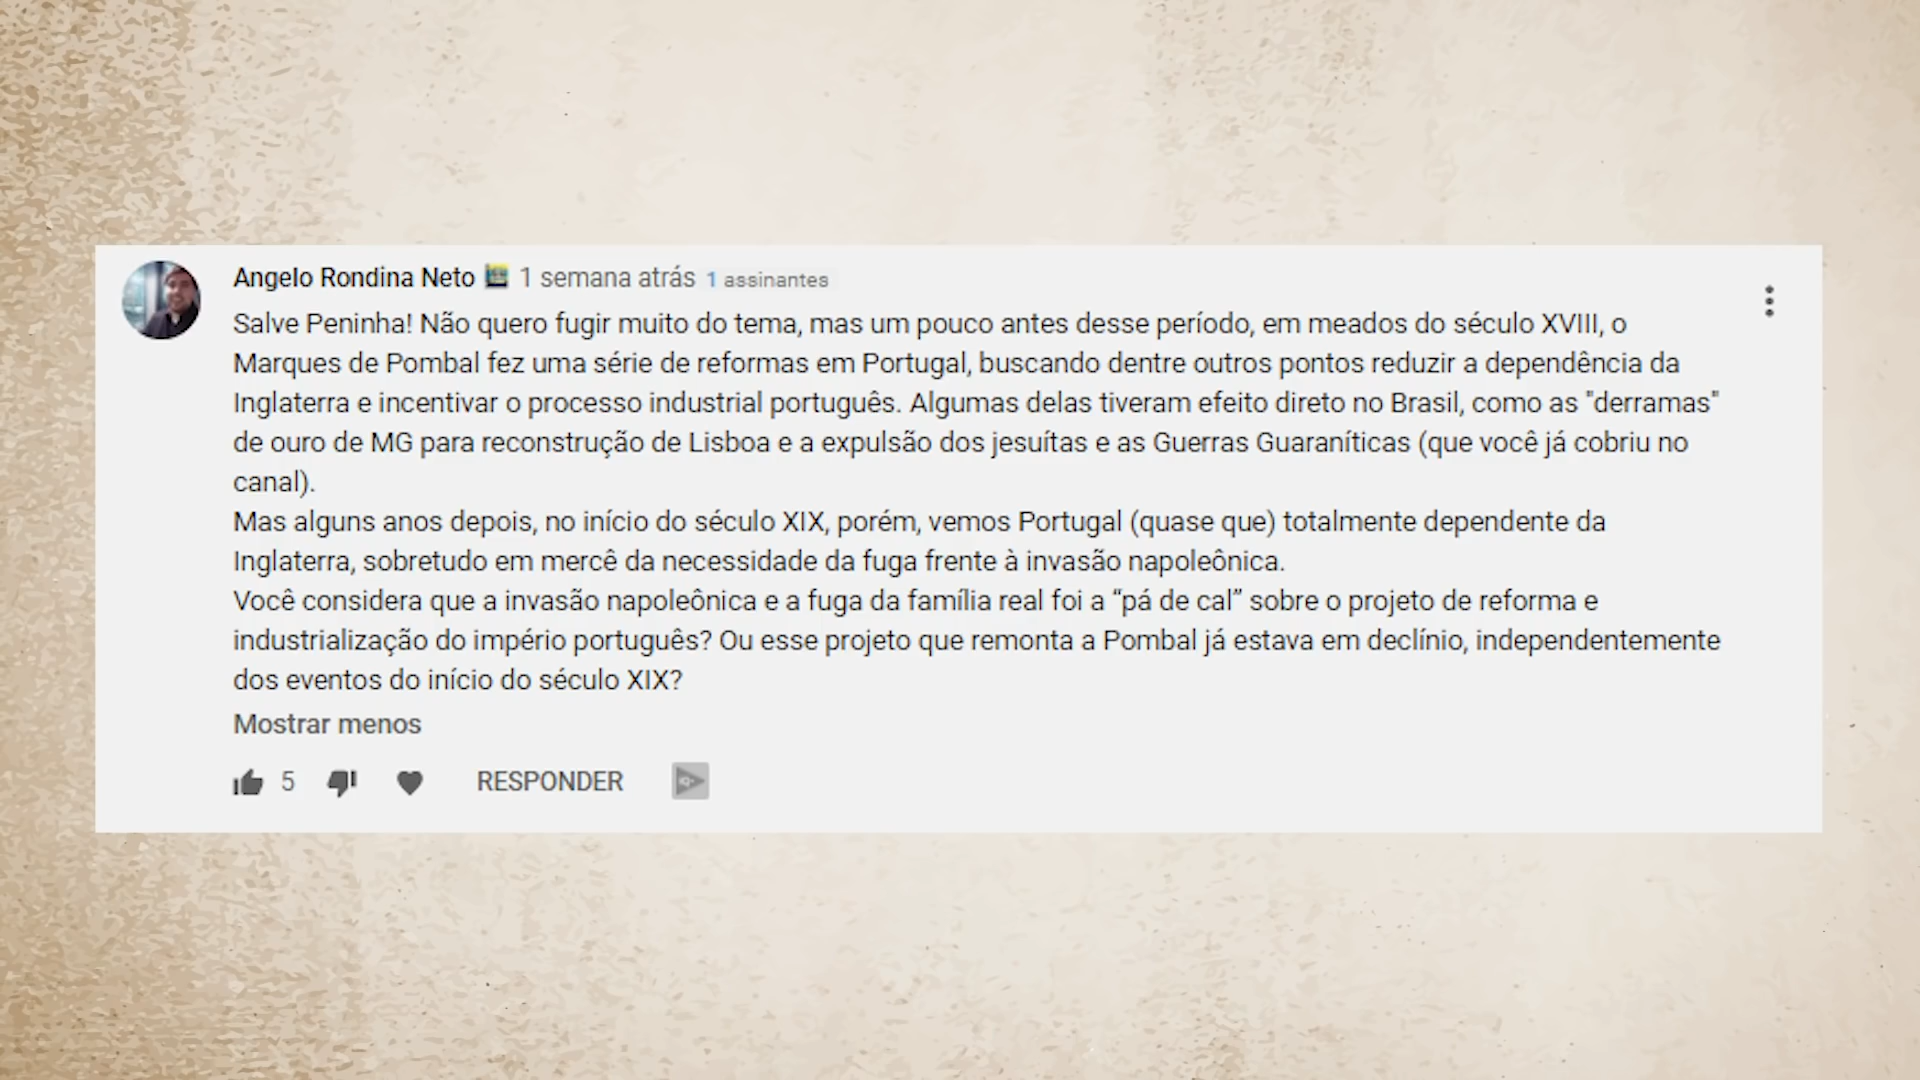 Angelo Rondina Neto 1 semana atrás 1 assinantes
Salve Peninha! Não quero fugir muito do tema, mas um pouco antes desse período, em meados do século XVIII, o
Marques de Pombal fez uma série de reformas em Portugal, buscando dentre outros pontos reduzir a dependência da
Inglaterra e incentivar o processo industrial português. Algumas delas tiveram efeito direto no Brasil, como as "derramas"
de ouro de MG para reconstrução de Lisboa e a expulsão dos jesuítas e as Guerras Guaraníticas (que você já cobriu no
canal).
Mas alguns anos depois, no início do século XIX, porém, vemos Portugal (quase que) totalmente dependente da
Inglaterra, sobretudo em mercê da necessidade da fuga frente à invasão napoleônica.
Você considera que a invasão napoleônica e a fuga da família real foi a “pá de cal” sobre o projeto de reforma e
industrialização do império português? Ou esse projeto que remonta a Pombal já estava em declínio, independentemente
dos eventos do início do século XIX?
Mostrar menos
5 RESPONDER